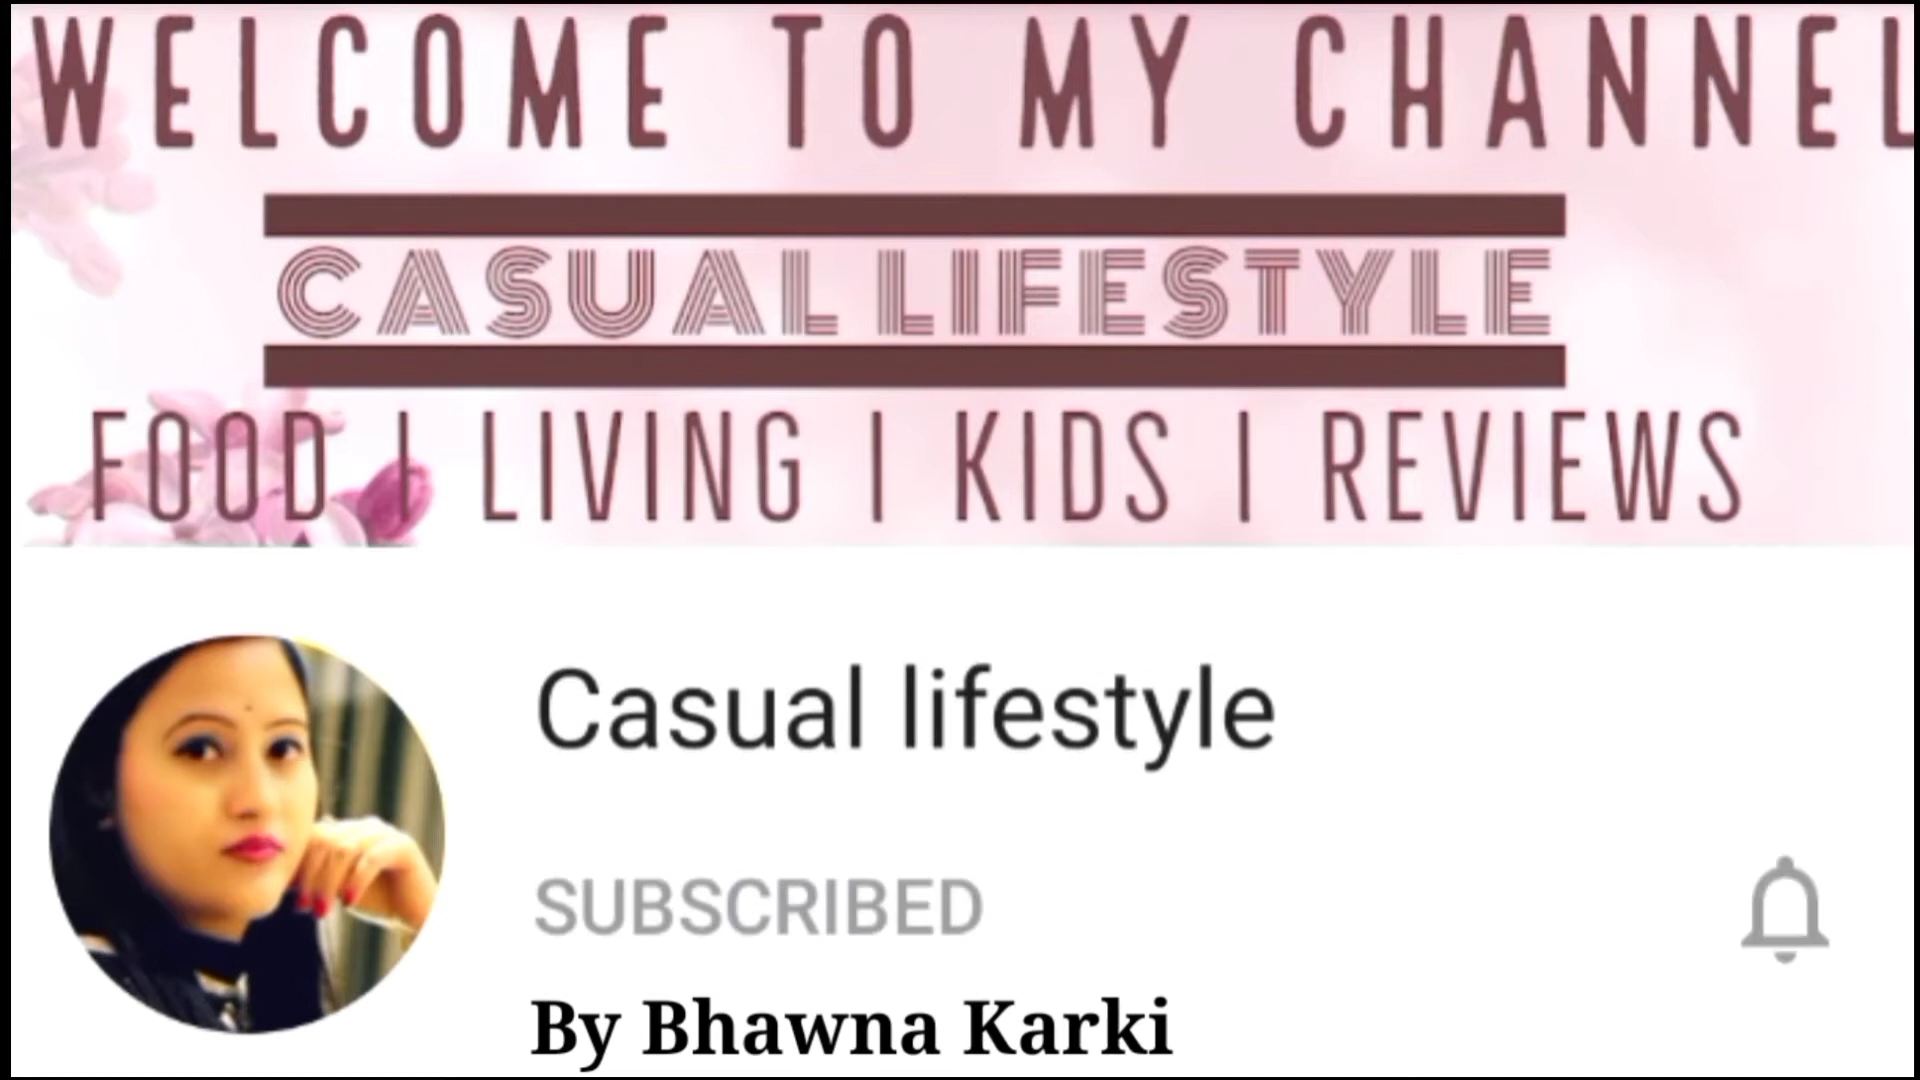 WELCOME TO MY CHANNEL
CASUAL LIFESTYLE
FOOD | LIVING | KIDS | REVIEWS
Casual lifestyle
SUBSCRIBED
By Bhawna Karki